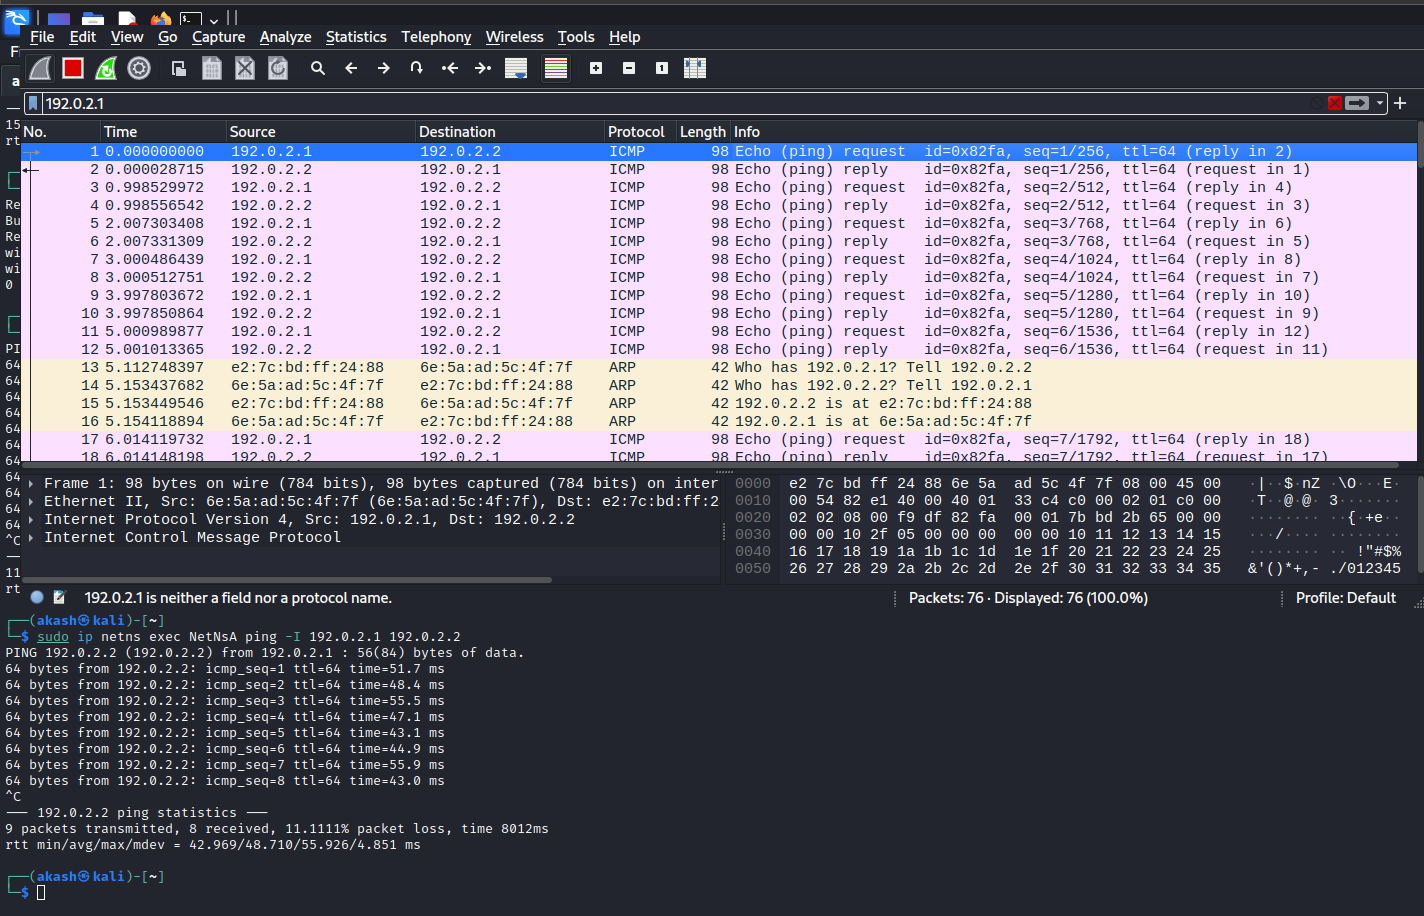 File Edit View Go Capture Analyze Statistics Telephony Wireless Tools Help
192.0.2.1
No. Time Source Destination Protocol Length Info
1 0.000000000 192.0.2.1 192.0.2.2 ICMP 98 Echo (ping) request id=0x82fa, seq=1/256, ttl=64 (reply in 2)
2 0.000028715 192.0.2.2 192.0.2.1 ICMP 98 Echo (ping) reply id=0x82fa, seq=1/256, ttl=64 (request in 1)
3 0.998529972 192.0.2.1 192.0.2.2 ICMP 98 Echo (ping) request id=0x82fa, seq=2/512, ttl=64 (reply in 4)
4 0.998556542 192.0.2.2 192.0.2.1 ICMP 98 Echo (ping) reply id=0x82fa, seq=2/512, ttl=64 (request in 3)
5 2.007303408 192.0.2.1 192.0.2.2 ICMP 98 Echo (ping) request id=0x82fa, seq=3/768, ttl=64 (reply in 6)
6 2.007331309 192.0.2.2 192.0.2.1 ICMP 98 Echo (ping) reply id=0x82fa, seq=3/768, ttl=64 (request in 5)
7 3.000486439 192.0.2.1 192.0.2.2 ICMP 98 Echo (ping) request id=0x82fa, seq=4/1024, ttl=64 (reply in 8)
8 3.000512751 192.0.2.2 192.0.2.1 ICMP 98 Echo (ping) reply id=0x82fa, seq=4/1024, ttl=64 (request in 7)
9 3.997803672 192.0.2.1 192.0.2.2 ICMP 98 Echo (ping) request id=0x82fa, seq=5/1280, ttl=64 (reply in 10)
10 3.997850864 192.0.2.2 192.0.2.1 ICMP 98 Echo (ping) reply id=0x82fa, seq=5/1280, ttl=64 (request in 9)
11 5.000989877 192.0.2.1 192.0.2.2 ICMP 98 Echo (ping) request id=0x82fa, seq=6/1536, ttl=64 (reply in 12)
12 5.001013365 192.0.2.2 192.0.2.1 ICMP 98 Echo (ping) reply id=0x82fa, seq=6/1536, ttl=64 (request in 11)
13 5.112748397 e2:7c:bd:ff:24:88 6e:5a:ad:5c:4f:7f ARP 42 Who has 192.0.2.1? Tell 192.0.2.2
14 5.153437682 6e:5a:ad:5c:4f:7f e2:7c:bd:ff:24:88 ARP 42 Who has 192.0.2.2? Tell 192.0.2.1
15 5.153449546 e2:7c:bd:ff:24:88 6e:5a:ad:5c:4f:7f ARP 42 192.0.2.2 is at e2:7c:bd:ff:24:88
16 5.154118894 6e:5a:ad:5c:4f:7f e2:7c:bd:ff:24:88 ARP 42 192.0.2.1 is at 6e:5a:ad:5c:4f:7f
17 6.014119732 192.0.2.1 192.0.2.2 ICMP 98 Echo (ping) request id=0x82fa, seq=7/1792, ttl=64 (reply in 18)
18 6.014148198 192.0.2.2 192.0.2.1 ICMP 98 Echo (ping) reply id=0x82fa, seq=7/1792, ttl=64 (request in 17)
Frame 1: 98 bytes on wire (784 bits), 98 bytes captured (784 bits) on inter
Ethernet II, Src: 6e:5a:ad:5c:4f:7f (6e:5a:ad:5c:4f:7f), Dst: e2:7c:bd:ff:2
Internet Protocol Version 4, Src: 192.0.2.1, Dst: 192.0.2.2
Internet Control Message Protocol
0000 e2 7c bd ff 24 88 6e 5a ad 5c 4f 7f 08 00 45 00 ·|··$·nZ ·\O···E·
0010 00 54 82 e1 40 00 40 01 33 c4 c0 00 02 01 c0 00 ·T··@·@· 3·······
0020 02 02 08 00 f9 df 82 fa 00 01 7b bd 2b 65 00 00 ········ ··{·+e··
0030 00 00 10 2f 05 00 00 00 00 00 10 11 12 13 14 15 ···/···· ········
0040 16 17 18 19 1a 1b 1c 1d 1e 1f 20 21 22 23 24 25 ········ ·· !"#$%
0050 26 27 28 29 2a 2b 2c 2d 2e 2f 30 31 32 33 34 35 &'()*+,- ./012345
192.0.2.1 is neither a field nor a protocol name. Packets: 76 · Displayed: 76 (100.0%) Profile: Default
┌──(akash㉿kali)-[~]
└─$ sudo ip netns exec NetNsA ping -I 192.0.2.1 192.0.2.2
PING 192.0.2.2 (192.0.2.2) from 192.0.2.1 : 56(84) bytes of data.
64 bytes from 192.0.2.2: icmp_seq=1 ttl=64 time=51.7 ms
64 bytes from 192.0.2.2: icmp_seq=2 ttl=64 time=48.4 ms
64 bytes from 192.0.2.2: icmp_seq=3 ttl=64 time=55.5 ms
64 bytes from 192.0.2.2: icmp_seq=4 ttl=64 time=47.1 ms
64 bytes from 192.0.2.2: icmp_seq=5 ttl=64 time=43.1 ms
64 bytes from 192.0.2.2: icmp_seq=6 ttl=64 time=44.9 ms
64 bytes from 192.0.2.2: icmp_seq=7 ttl=64 time=55.9 ms
64 bytes from 192.0.2.2: icmp_seq=8 ttl=64 time=43.0 ms
^C
--- 192.0.2.2 ping statistics ---
9 packets transmitted, 8 received, 11.1111% packet loss, time 8012ms
rtt min/avg/max/mdev = 42.969/48.710/55.926/4.851 ms
┌──(akash㉿kali)-[~]
└─$